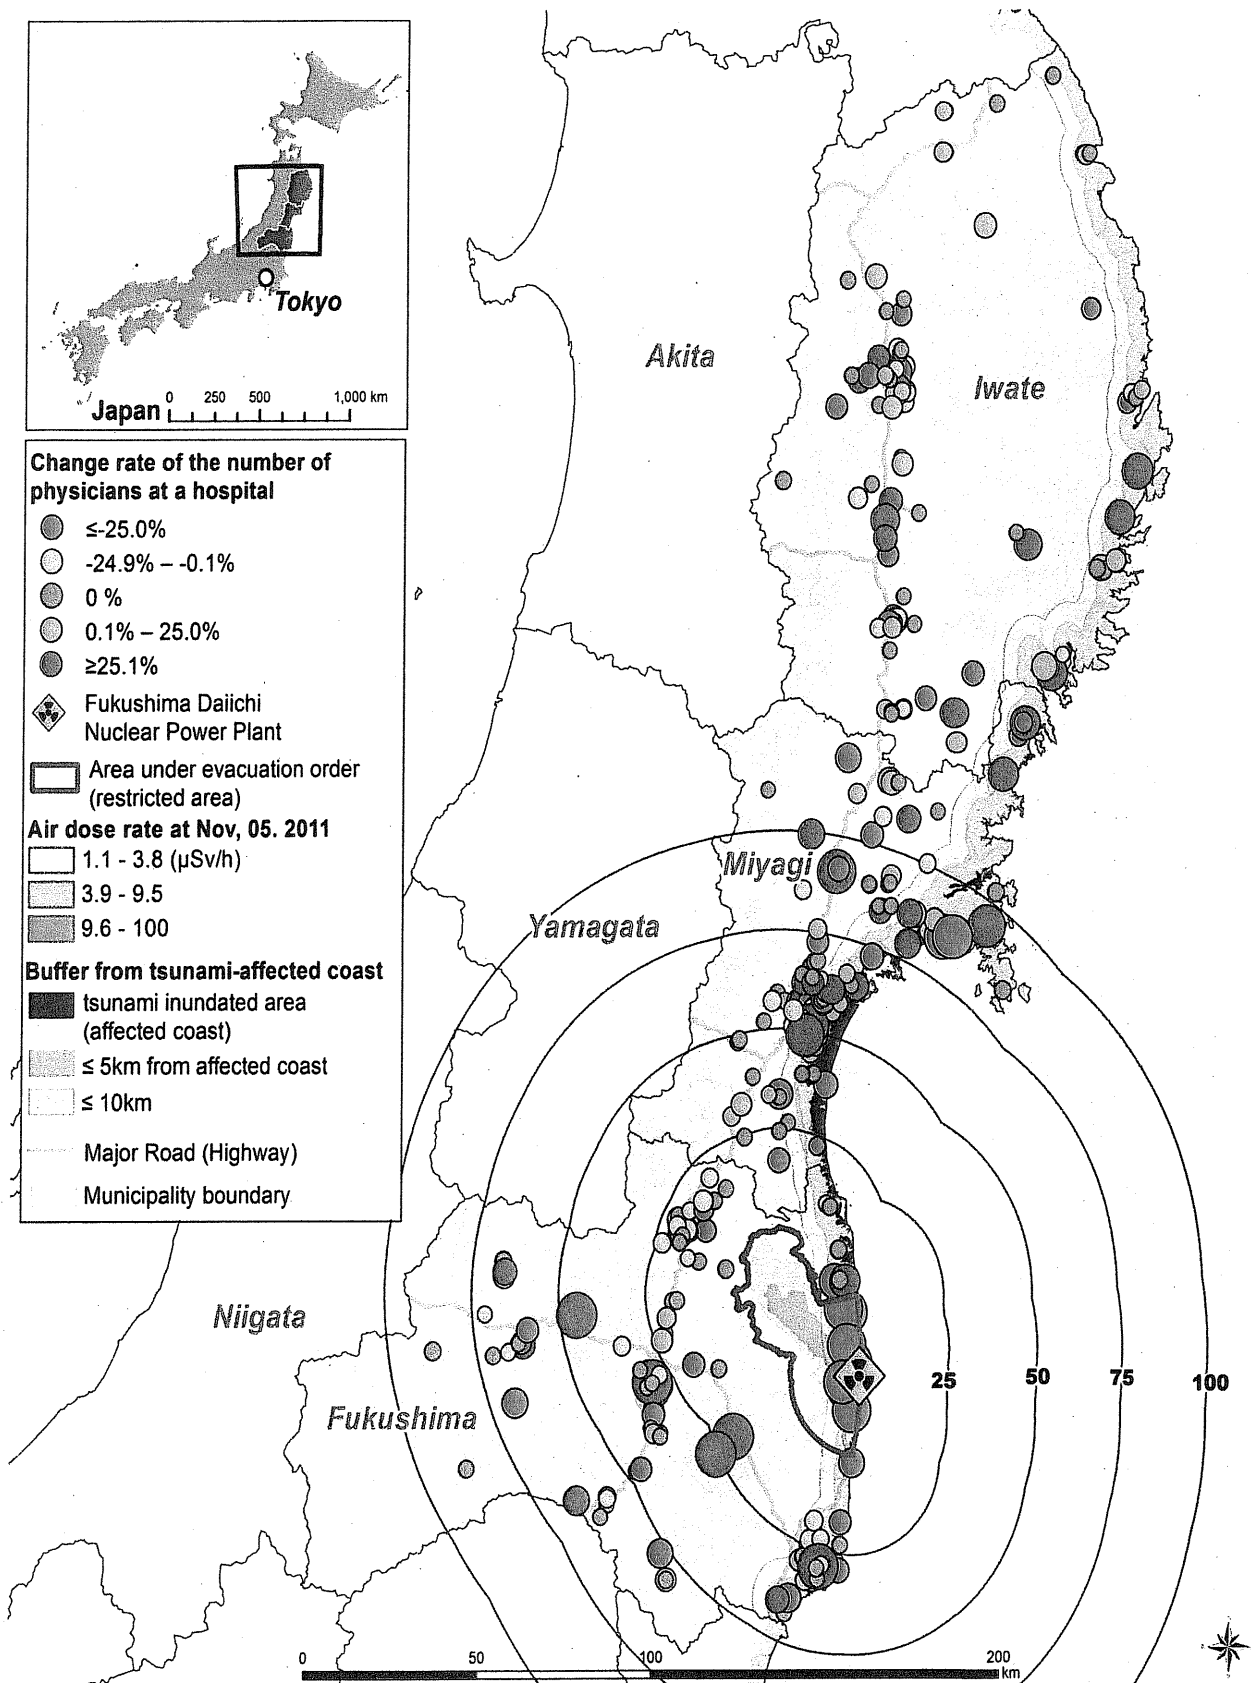 Tokyo
Japan
0 250 500 1,000 km
Change rate of the number of
physicians at a hospital
≤-25.0%
-24.9% – -0.1%
0 %
0.1% – 25.0%
≥25.1%
Fukushima Daiichi
Nuclear Power Plant
Area under evacuation order
(restricted area)
Air dose rate at Nov, 05. 2011
1.1 - 3.8 (μSv/h)
3.9 - 9.5
9.6 - 100
Buffer from tsunami-affected coast
tsunami inundated area
(affected coast)
≤ 5km from affected coast
≤ 10km
Major Road (Highway)
Municipality boundary
Akita
Iwate
Miyagi
Yamagata
Niigata
Fukushima
25 50 75 100
0 50 100 200
km